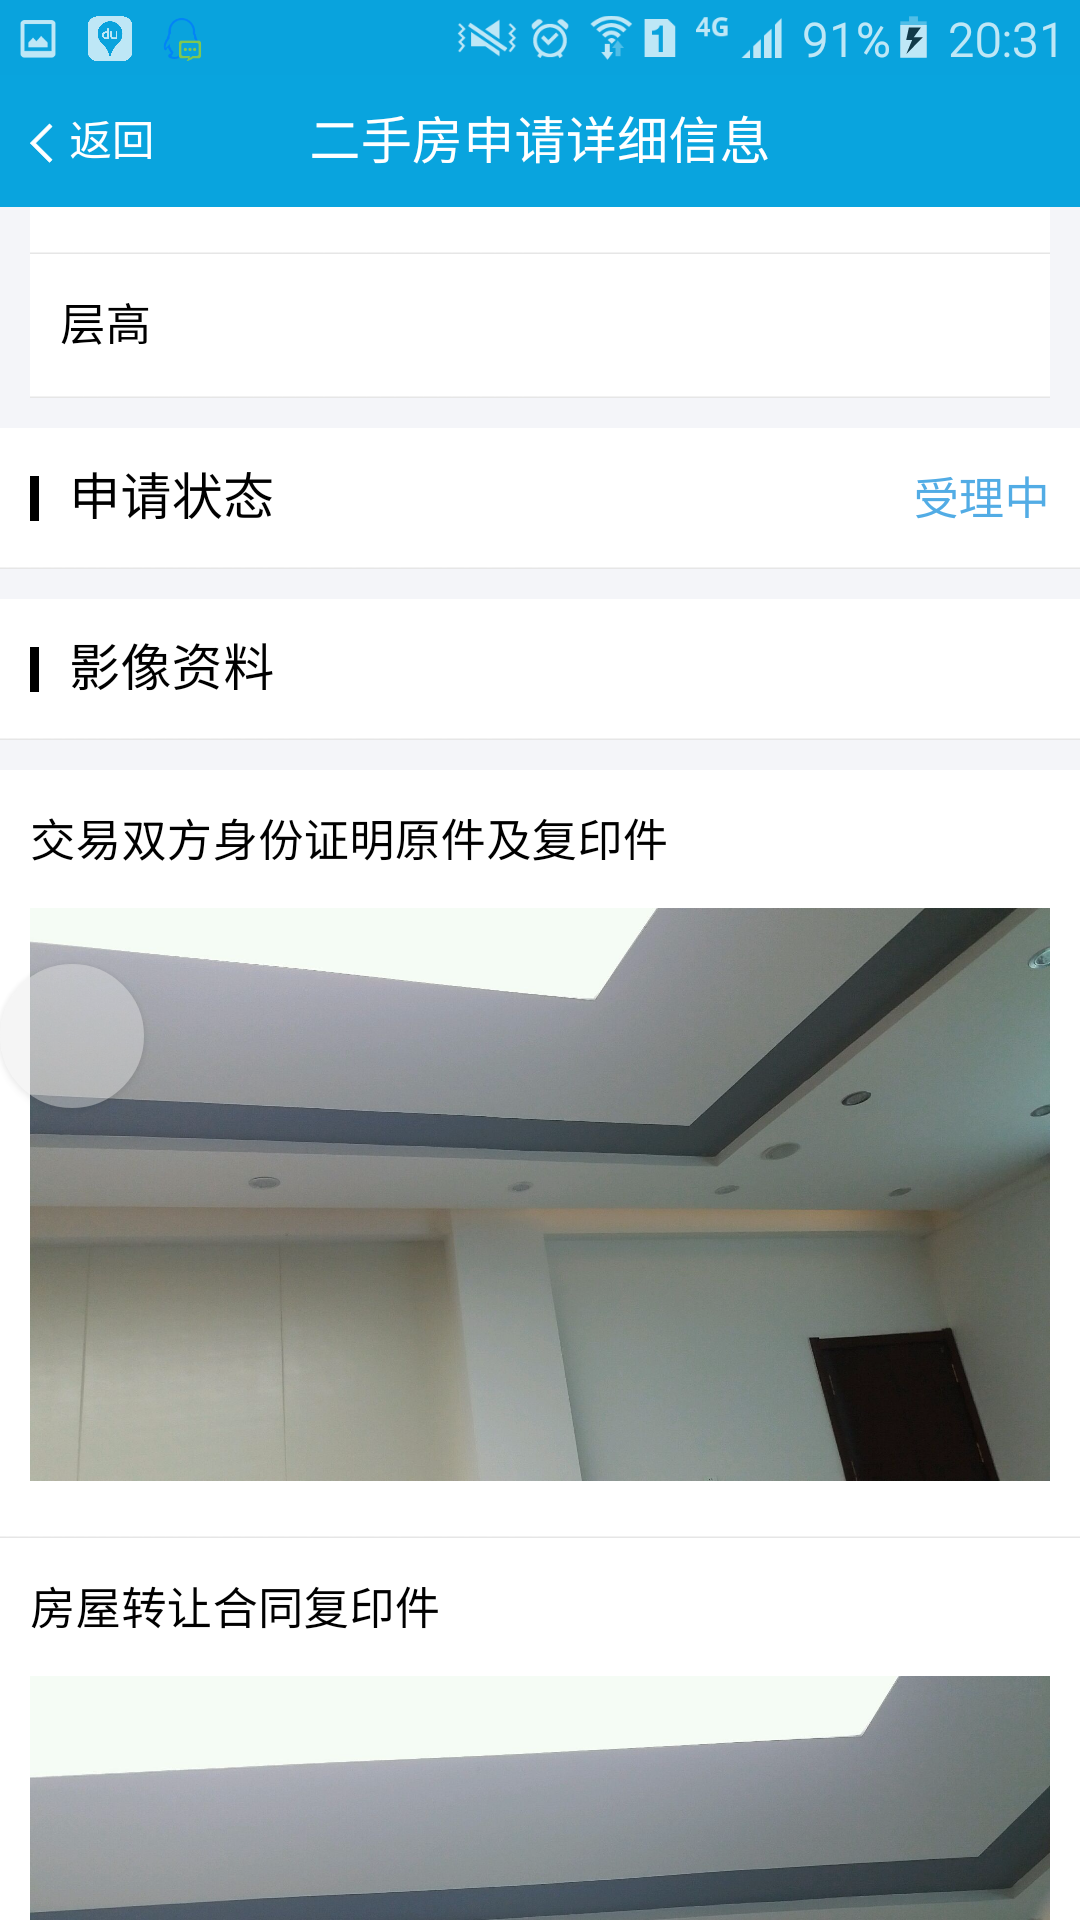 du
1 4G 91% 20:31
返回 二手房申请详细信息
层高
申请状态 受理中
影像资料
交易双方身份证明原件及复印件
房屋转让合同复印件